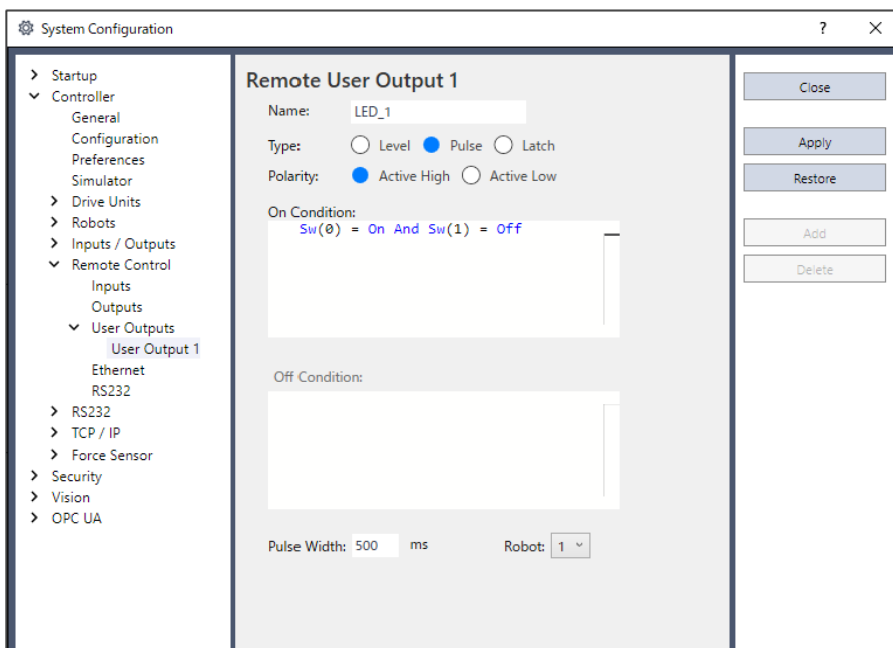 System Configuration
?
Startup
Controller
General
Configuration
Preferences
Simulator
Drive Units
Robots
Inputs / Outputs
Remote Control
Inputs
Outputs
User Outputs
User Output 1
Ethernet
RS232
RS232
TCP / IP
Force Sensor
Security
Vision
OPC UA
Remote User Output 1
Name: LED_1
Type: Level Pulse Latch
Polarity: Active High Active Low
On Condition:
Sw(0) = On And Sw(1) = Off
Off Condition:
Pulse Width: 500 ms Robot: 1
Close
Apply
Restore
Add
Delete